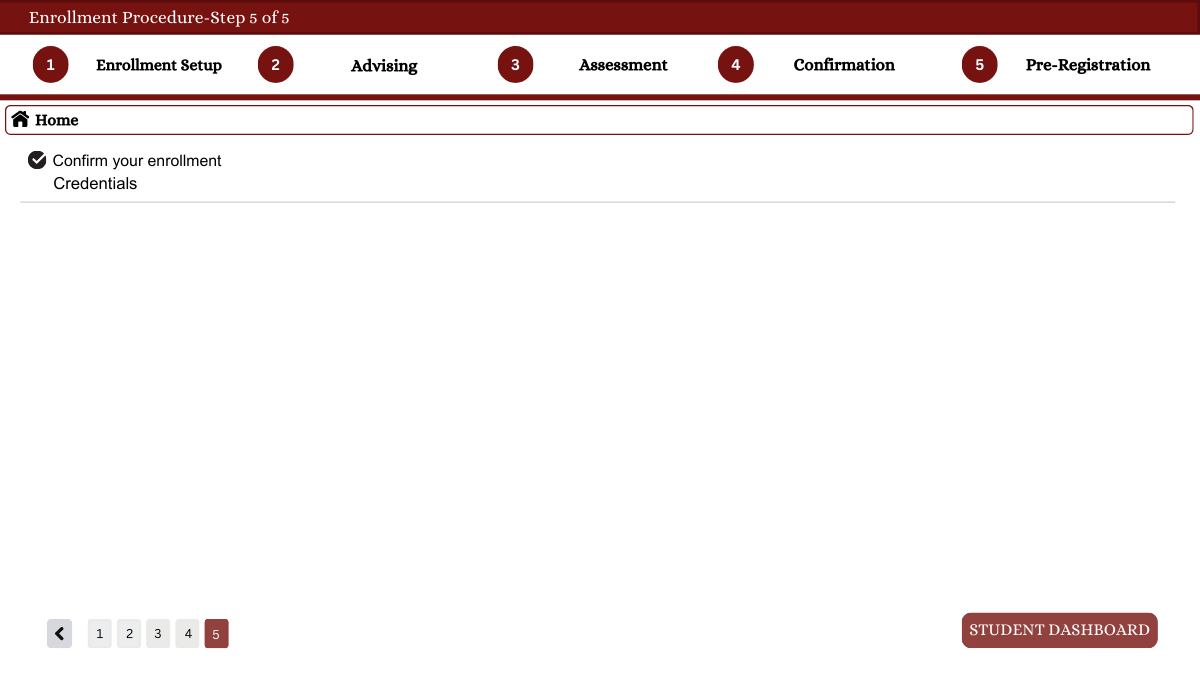 Enrollment Procedure-Step 5 of 5
1 Enrollment Setup 2 Advising 3 Assessment 4 Confirmation 5 Pre-Registration
Home
Confirm your enrollment
Credentials
1 2 3 4 5
STUDENT DASHBOARD